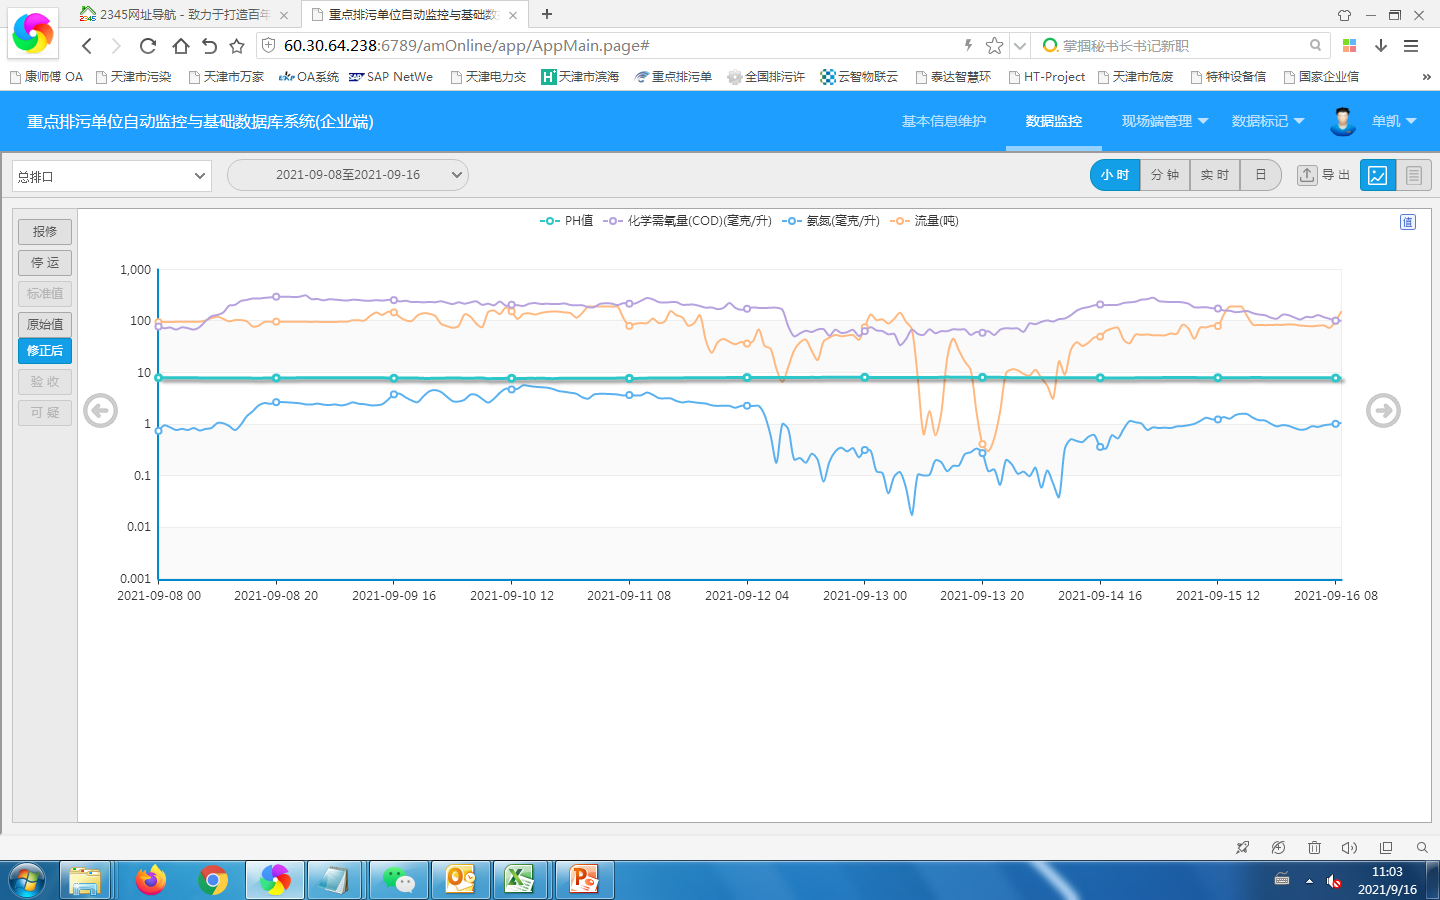 2345网址导航 - 致力于打造百年
重点排污单位自动监控与基础数
60.30.64.238:6789/amOnline/app/AppMain.page#
掌掴秘书长书记新职
康师傅 OA
天津市污染
天津市万家
OA系统
SAP NetWe
天津电力交
天津市滨海
重点排污单
全国排污许
云智物联云
泰达智慧环
HT-Project
天津市危废
特种设备信
国家企业信
»
重点排污单位自动监控与基础数据库系统(企业端)
基本信息维护
数据监控
现场端管理
数据标记
单凯
总排口
2021-09-08至2021-09-16
小 时
分 钟
实 时
日
导 出
报修
停 运
标准值
原始值
修正后
验 收
可 疑
PH值
化学需氧量(COD)(毫克/升)
氨氮(毫克/升)
流量(吨)
值
1,000
100
10
1
0.1
0.01
0.001
2021-09-08 00
2021-09-08 20
2021-09-09 16
2021-09-10 12
2021-09-11 08
2021-09-12 04
2021-09-13 00
2021-09-13 20
2021-09-14 16
2021-09-15 12
2021-09-16 08
11:03
2021/9/16